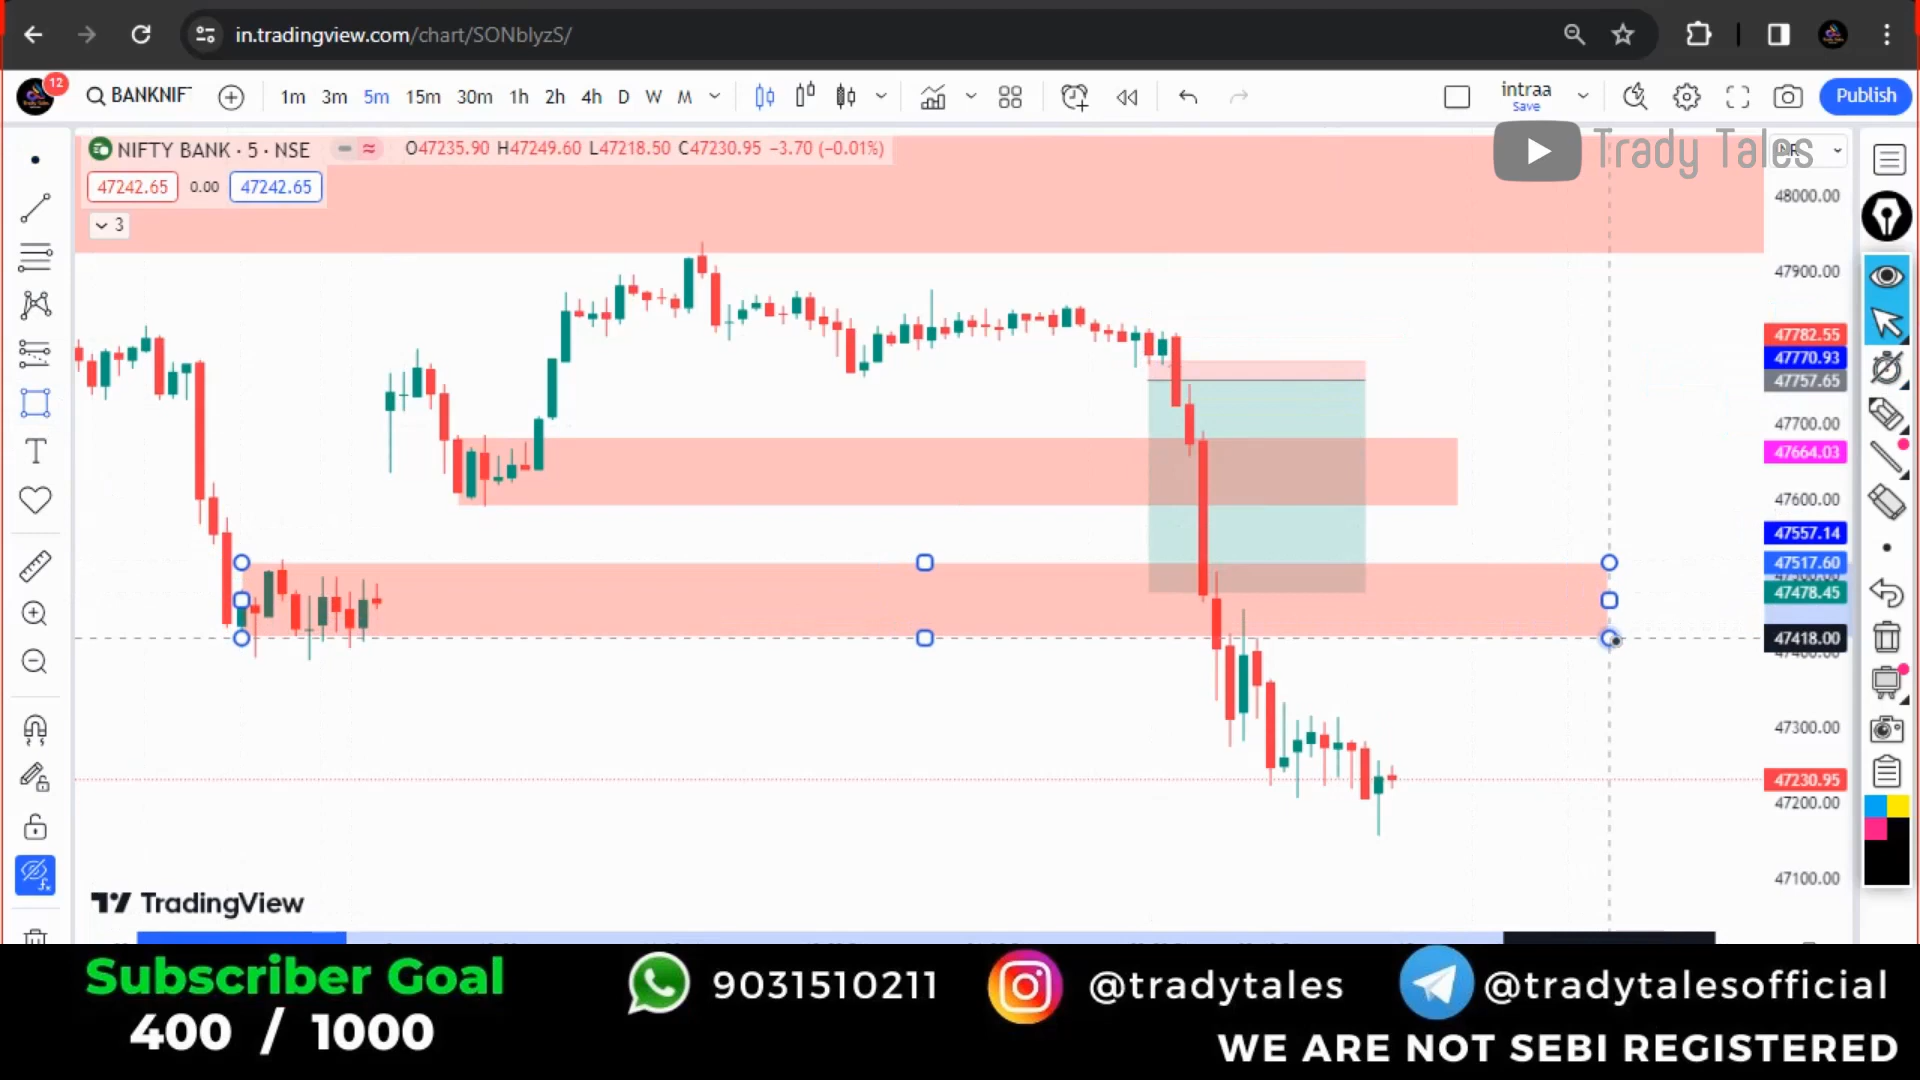 in.tradingview.com/chart/SONblyzS/
12
BANKNIF
1m 3m 5m 15m 30m 1h 2h 4h D W M
intraa
Save
Publish
NIFTY BANK · 5 · NSE
O47235.90 H47249.60 L47218.50 C47230.95 −3.70 (−0.01%)
Trady Tales
47242.65
0.00
47242.65
3
48000.00
47900.00
47782.55
47770.93
47757.65
47700.00
47664.03
47600.00
47557.14
47517.60
47478.45
47418.00
47300.00
47230.95
47200.00
47100.00
TradingView
Subscriber Goal
400 / 1000
9031510211
@tradytales
@tradytalesofficial
WE ARE NOT SEBI REGISTERED